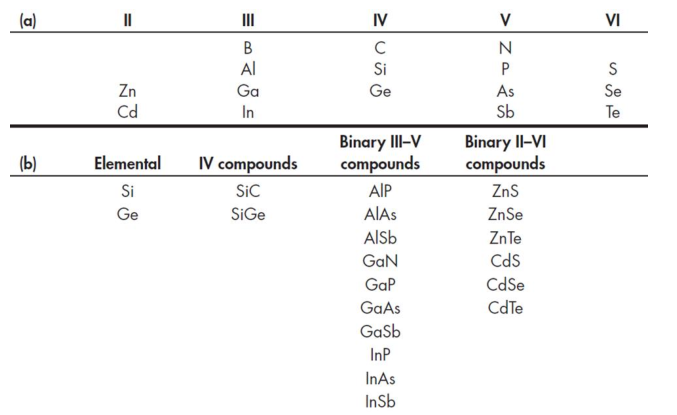 (a) II III IV V VI
B C N
Al Si P S
Zn Ga Ge As Se
Cd In Sb Te
Binary III–V Binary II–VI
(b) Elemental IV compounds compounds compounds
Si SiC AlP ZnS
Ge SiGe AlAs ZnSe
AlSb ZnTe
GaN CdS
GaP CdSe
GaAs CdTe
GaSb
InP
InAs
InSb